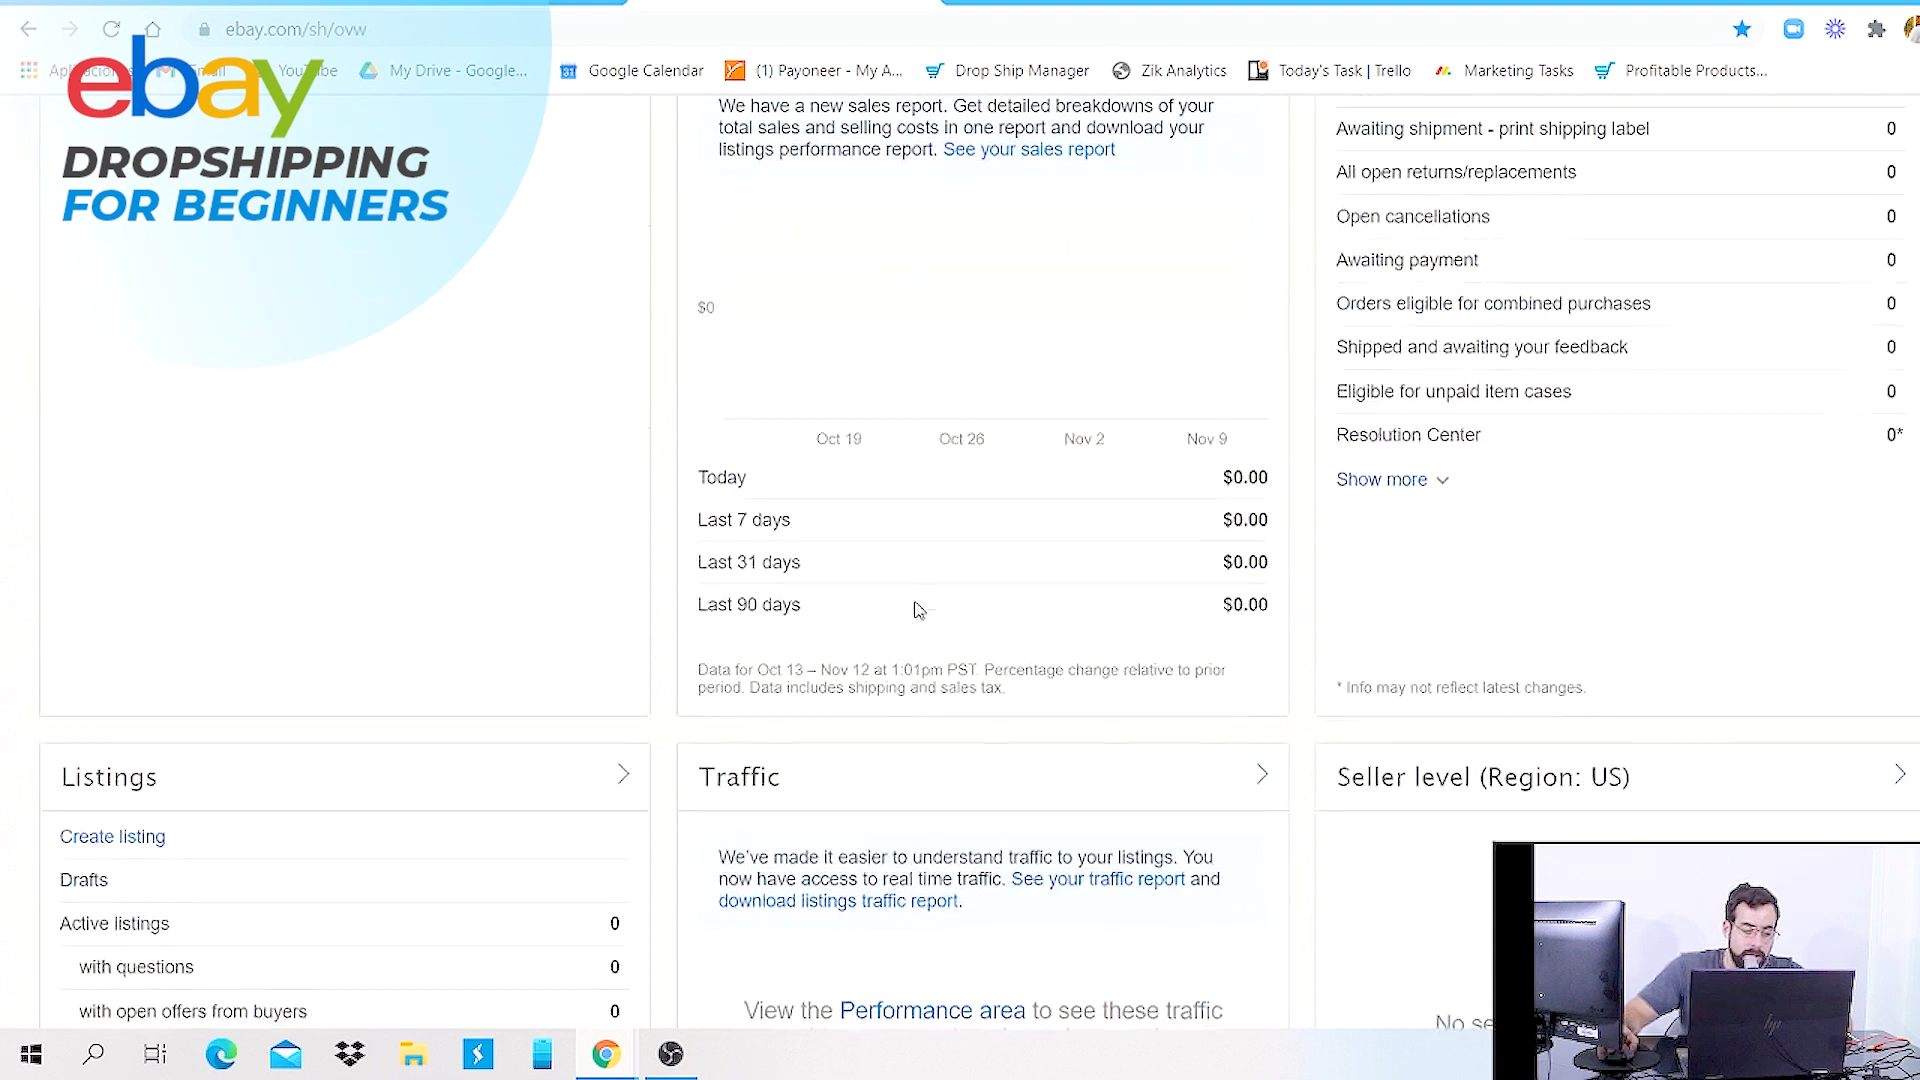 ebay.com/sh/ovw
YouTube
My Drive - Google...
Google Calendar
(1) Payoneer - My A...
Drop Ship Manager
Zik Analytics
Today's Task | Trello
Marketing Tasks
Profitable Products...
ebay
DROPSHIPPING
FOR BEGINNERS
We have a new sales report. Get detailed breakdowns of your
total sales and selling costs in one report and download your
listings performance report. See your sales report
$0
Oct 19 Oct 26 Nov 2 Nov 9
Today $0.00
Last 7 days $0.00
Last 31 days $0.00
Last 90 days $0.00
Data for Oct 13 – Nov 12 at 1:01pm PST. Percentage change relative to prior
period. Data includes shipping and sales tax.
Awaiting shipment - print shipping label 0
All open returns/replacements 0
Open cancellations 0
Awaiting payment 0
Orders eligible for combined purchases 0
Shipped and awaiting your feedback 0
Eligible for unpaid item cases 0
Resolution Center 0*
Show more
* Info may not reflect latest changes.
Listings
Create listing
Drafts
Active listings 0
with questions 0
with open offers from buyers 0
Traffic
We've made it easier to understand traffic to your listings. You
now have access to real time traffic. See your traffic report and
download listings traffic report.
View the Performance area to see these traffic
Seller level (Region: US)
No se
hp